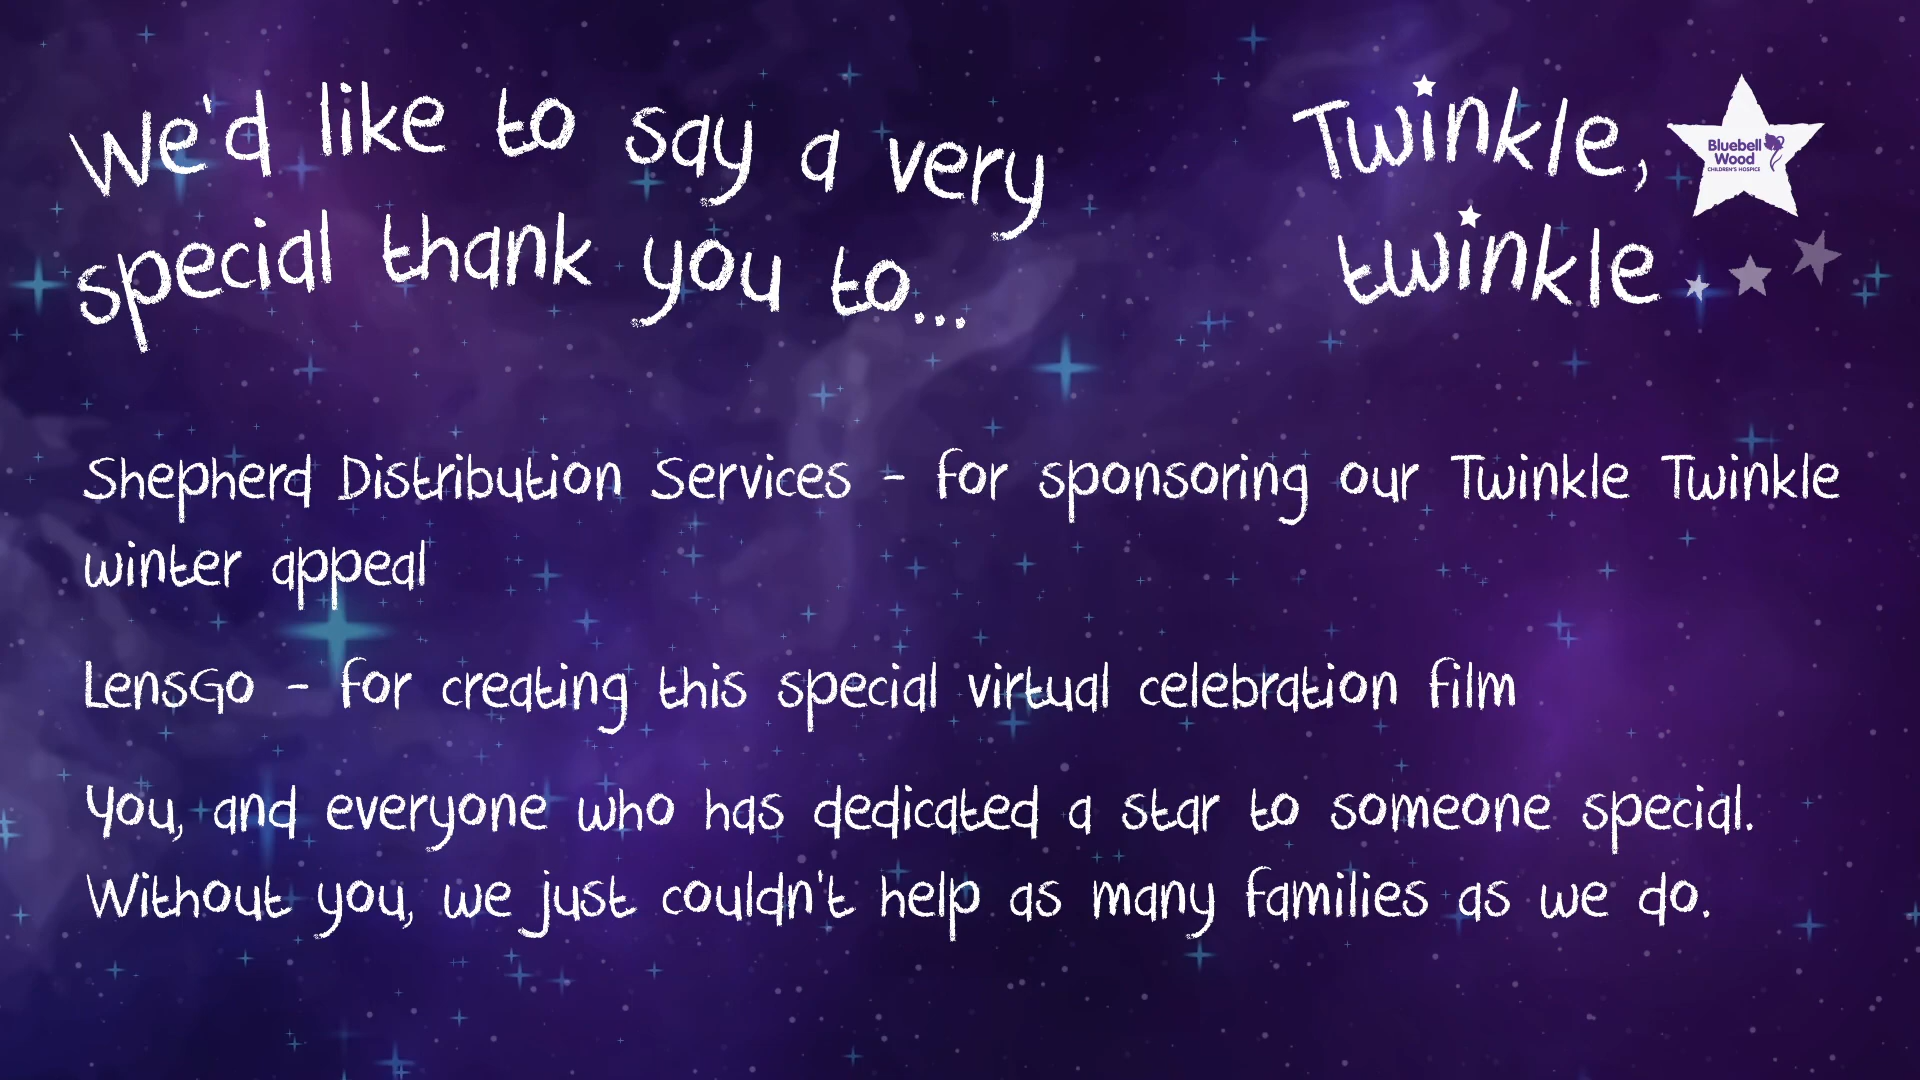 We'd like to say a very
special thank you to...
Twinkle,
twinkle
Bluebell
Wood
CHILDREN'S HOSPICE
Shepherd Distribution Services - for sponsoring our Twinkle Twinkle
winter appeal
LensGo - for creating this special virtual celebration film
You, and everyone who has dedicated a star to someone special.
Without you, we just couldn't help as many families as we do.